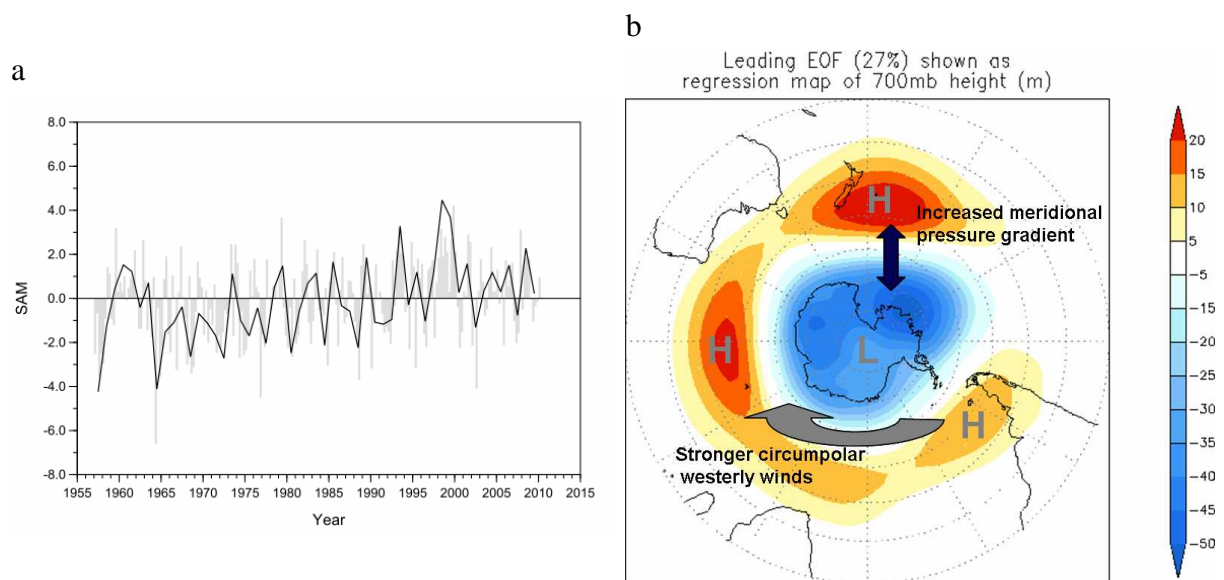 a
8.0
6.0
4.0
2.0
0.0
-2.0
-4.0
-6.0
-8.0
SAM
1955 1960 1965 1970 1975 1980 1985 1990 1995 2000 2005 2010 2015
Year
b
Leading EOF (27%) shown as
regression map of 700mb height (m)
H
Increased meridional
pressure gradient
H
L
H
Stronger circumpolar
westerly winds
20
15
10
5
-5
-10
-15
-20
-25
-30
-35
-40
-45
-50